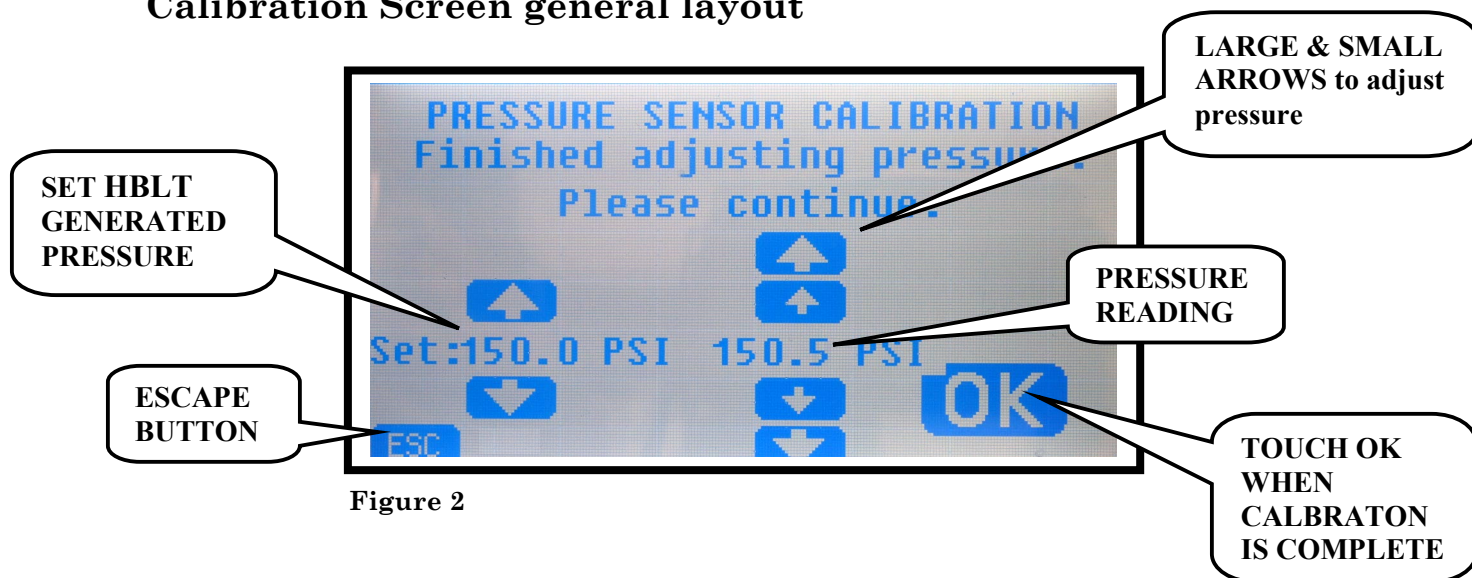 Calibration Screen general layout
LARGE & SMALL
ARROWS to adjust
pressure
PRESSURE SENSOR CALIBRATION
Finished adjusting
Please continue.
SET HBLT
GENERATED
PRESSURE
PRESSURE
READING
Set:150.0 PSI 150.5 PSI
ESCAPE
BUTTON
ESC
OK
TOUCH OK
WHEN
CALBRATON
IS COMPLETE
Figure 2